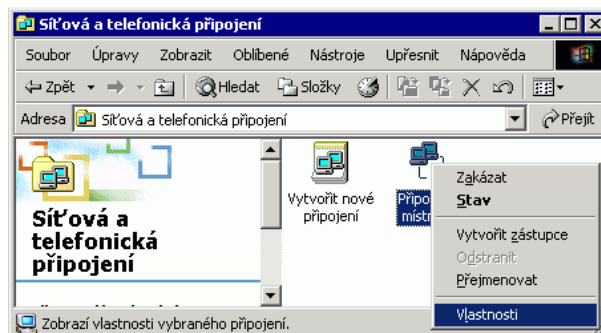 Síťová a telefonická připojení
Soubor Úpravy Zobrazit Oblíbené Nástroje Upřesnit Nápověda
Zpět Hledat Složky
Adresa Síťová a telefonická připojení Přejít
Síťová a
telefonická
připojení
Vytvořit nové
připojení
Zakázat
Stav
Vytvořit zástupce
Odstranit
Přejmenovat
Vlastnosti
Zobrazí vlastnosti vybraného připojení.